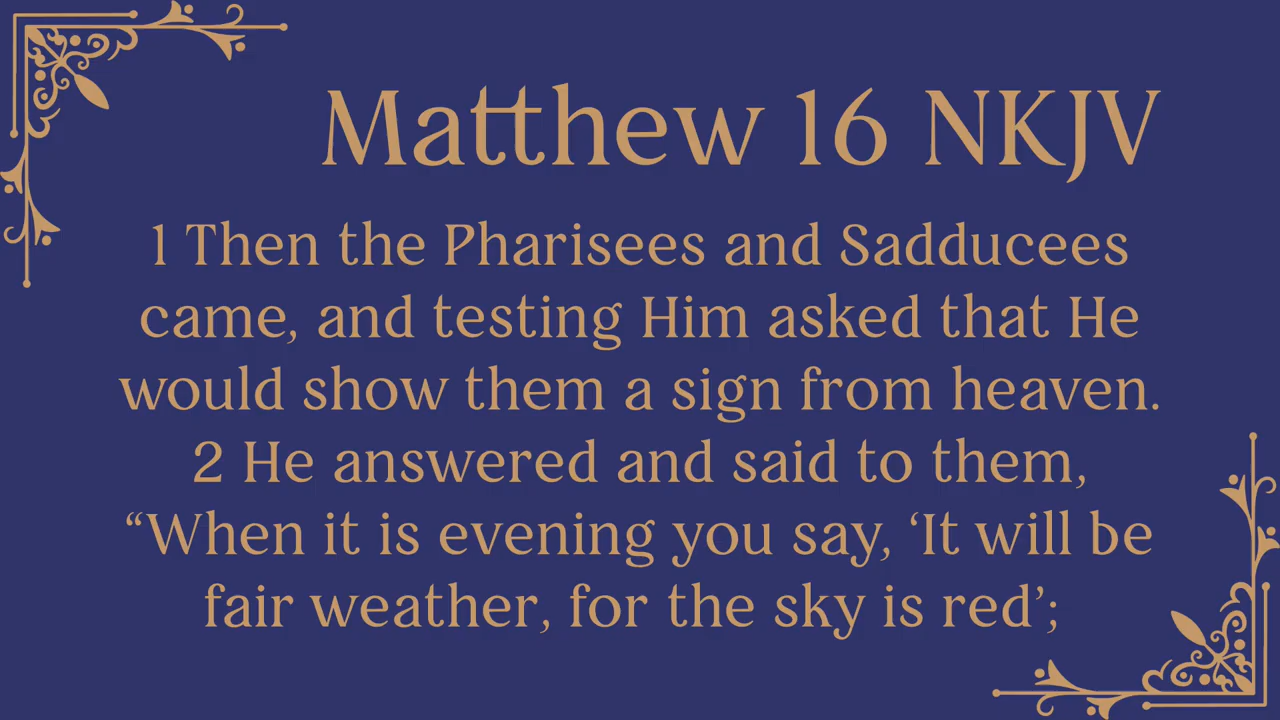 Matthew 16 NKJV
1 Then the Pharisees and Sadducees
came, and testing Him asked that He
would show them a sign from heaven.
2 He answered and said to them,
“When it is evening you say, ‘It will be
fair weather, for the sky is red’;